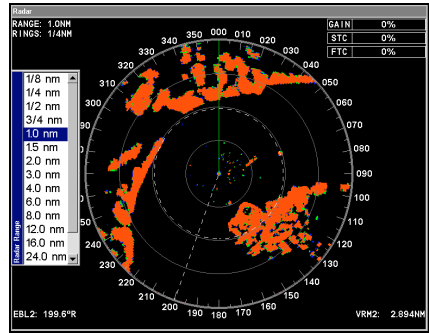 Radar
RANGE: 1.0NM
RINGS: 1/4NM
GAIN 0%
STC 0%
FTC 0%
1/8 nm
1/4 nm
1/2 nm
3/4 nm
1.0 nm
1.5 nm
2.0 nm
3.0 nm
4.0 nm
6.0 nm
8.0 nm
12.0 nm
16.0 nm
24.0 nm
Radar Range
000
010
020
030
040
050
060
070
080
090
100
110
120
130
140
150
160
170
180
190
200
210
220
230
240
50
300
310
320
330
340
350
EBL2: 199.6°R
VRM2: 2.894NM